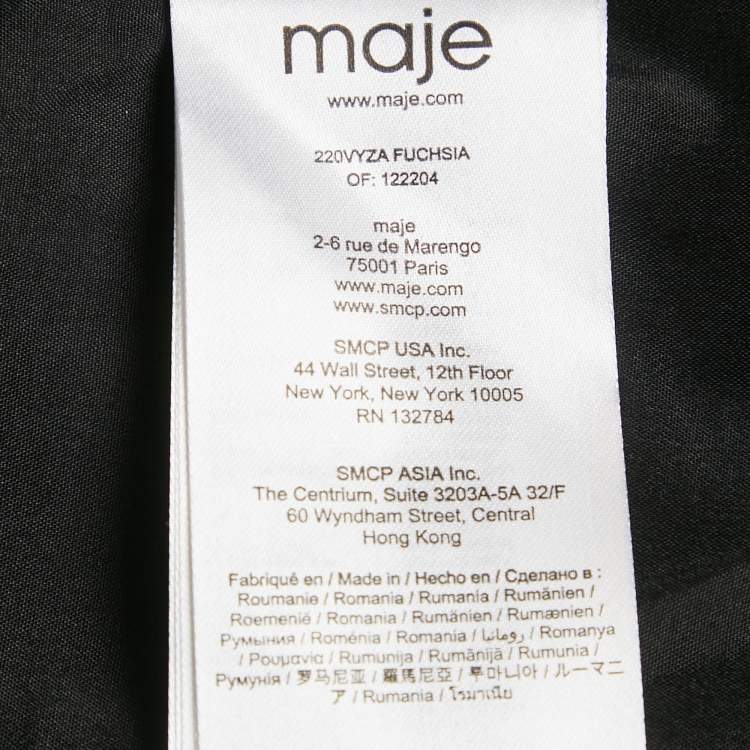 maje
www.maje.com
220VYZA FUCHSIA
OF: 122204
maje
2-6 rue de Marengo
75001 Paris
www.maje.com
www.smcp.com
SMCP USA Inc.
44 Wall Street, 12th Floor
New York, New York 10005
RN 132784
SMCP ASIA Inc.
The Centrium, Suite 3203A-5A 32/F
60 Wyndham Street, Central
Hong Kong
Fabriqué en / Made in / Hecho en / Сделано в :
Roumanie / Romania / Rumania / Rumänien /
Roemenië / Romania / Rumänien / Rumænien /
Румыния / Roménia / Romania / رومانيا / Romanya
/ Ρουμανία / Rumunija / Rumānijā / Rumunia /
Румунія / 罗马尼亚 / 羅馬尼亞 / 루마니아 / ルーマニ
ア / Rumania / โรมาเนีย